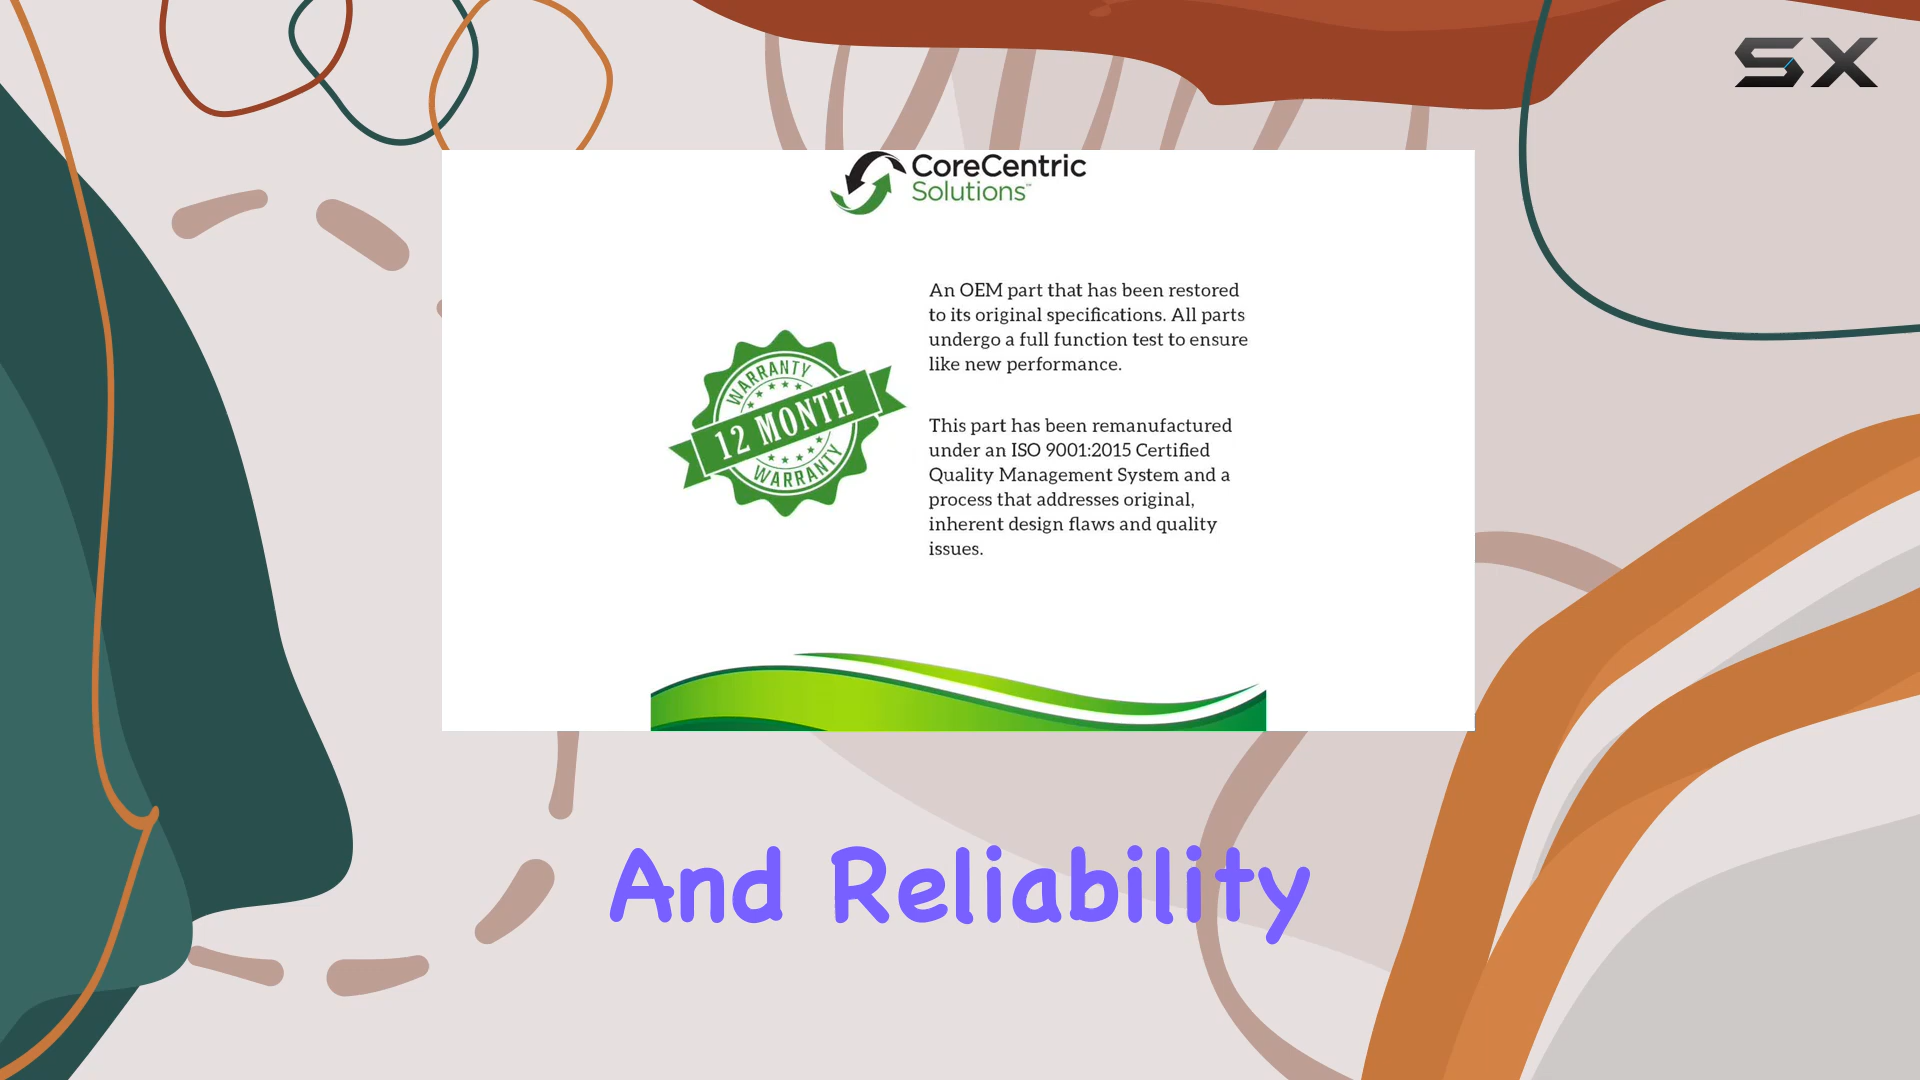 SX
CoreCentric
Solutions™
An OEM part that has been restored
to its original specifications. All parts
undergo a full function test to ensure
like new performance.
WARRANTY
12 MONTH
WARRANTY
This part has been remanufactured
under an ISO 9001:2015 Certified
Quality Management System and a
process that addresses original,
inherent design flaws and quality
issues.
And Reliability